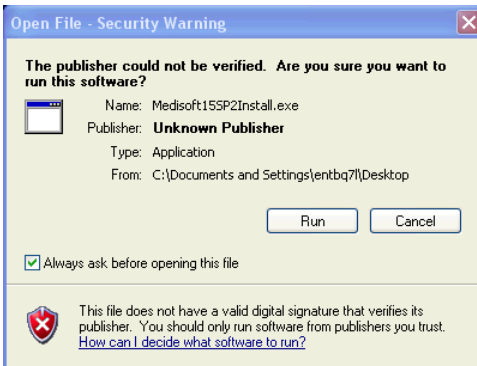 Open File - Security Warning
The publisher could not be verified.  Are you sure you want to
run this software?
Name: Medisoft15SP2Install.exe
Publisher: Unknown Publisher
Type: Application
From: C:\Documents and Settings\entbq7l\Desktop
Run Cancel
Always ask before opening this file
This file does not have a valid digital signature that verifies its
publisher.  You should only run software from publishers you trust.
How can I decide what software to run?